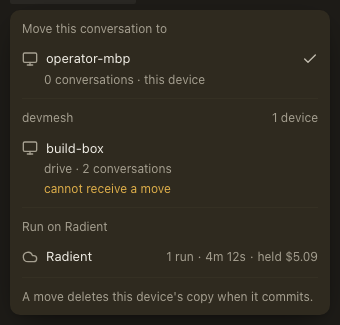 Move this conversation to
operator-mbp
0 conversations · this device
devmesh 1 device
build-box
drive · 2 conversations
cannot receive a move
Run on Radient
Radient 1 run · 4m 12s · held $5.09
A move deletes this device's copy when it commits.